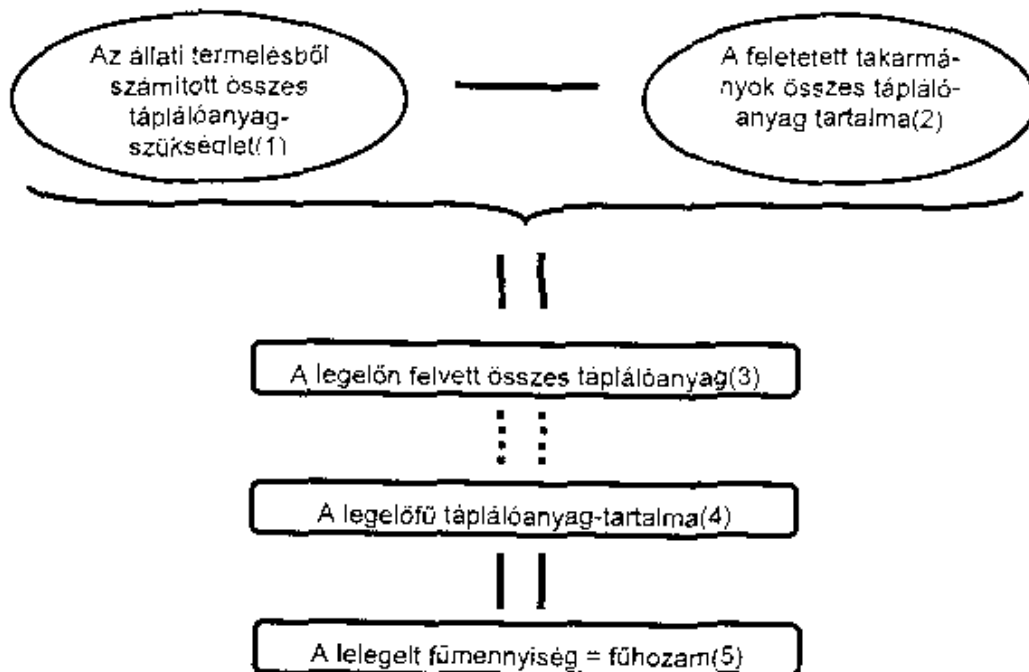 Az állati termelésből
számított összes
táplálóanyag-
szükséglet(1)
A feletetett takarmá-
nyok összes tápláló-
anyag tartalma(2)
A legelőn felvett összes táplálóanyag(3)
A legelőfű táplálóanyag-tartalma(4)
A lelegelt fűmennyiség = fűhozam(5)